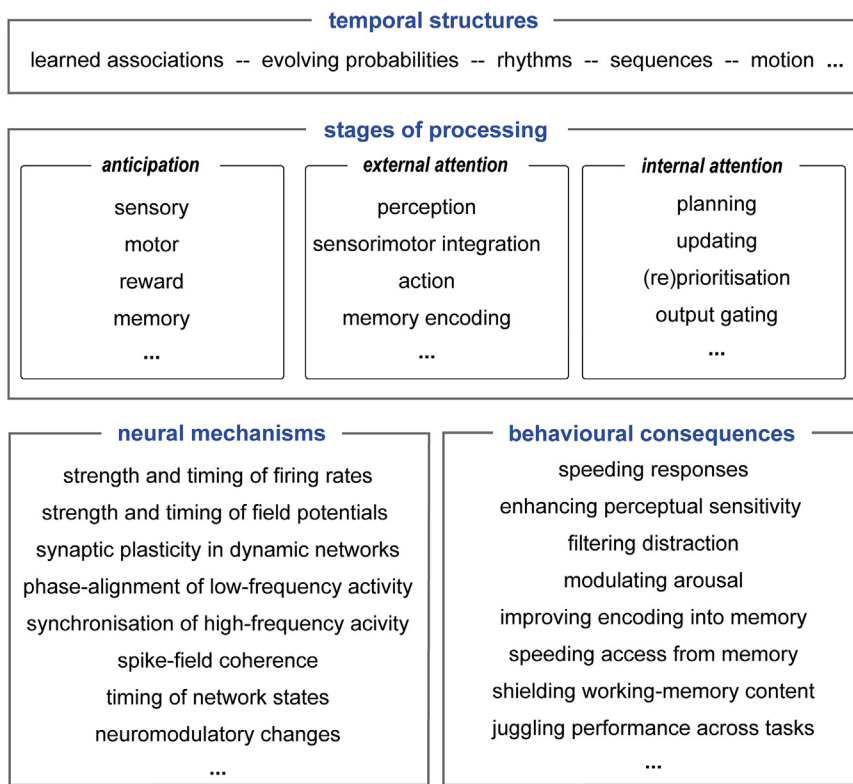 temporal structures
learned associations -- evolving probabilities -- rhythms -- sequences -- motion ...
stages of processing
anticipation
sensory
motor
reward
memory
...
external attention
perception
sensorimotor integration
action
memory encoding
...
internal attention
planning
updating
(re)prioritisation
output gating
...
neural mechanisms
strength and timing of firing rates
strength and timing of field potentials
synaptic plasticity in dynamic networks
phase-alignment of low-frequency activity
synchronisation of high-frequency acivity
spike-field coherence
timing of network states
neuromodulatory changes
...
behavioural consequences
speeding responses
enhancing perceptual sensitivity
filtering distraction
modulating arousal
improving encoding into memory
speeding access from memory
shielding working-memory content
juggling performance across tasks
...